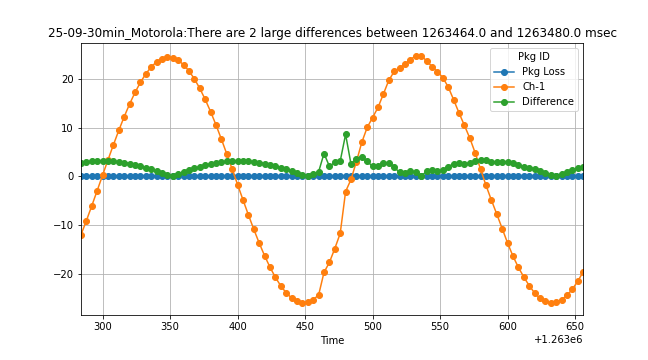 25-09-30min_Motorola:There are 2 large differences between 1263464.0 and 1263480.0 msec
Pkg ID
Pkg Loss
Ch-1
Difference
20
10
0
−10
−20
300 350 400 450 500 550 600 650
Time
+1.263e6